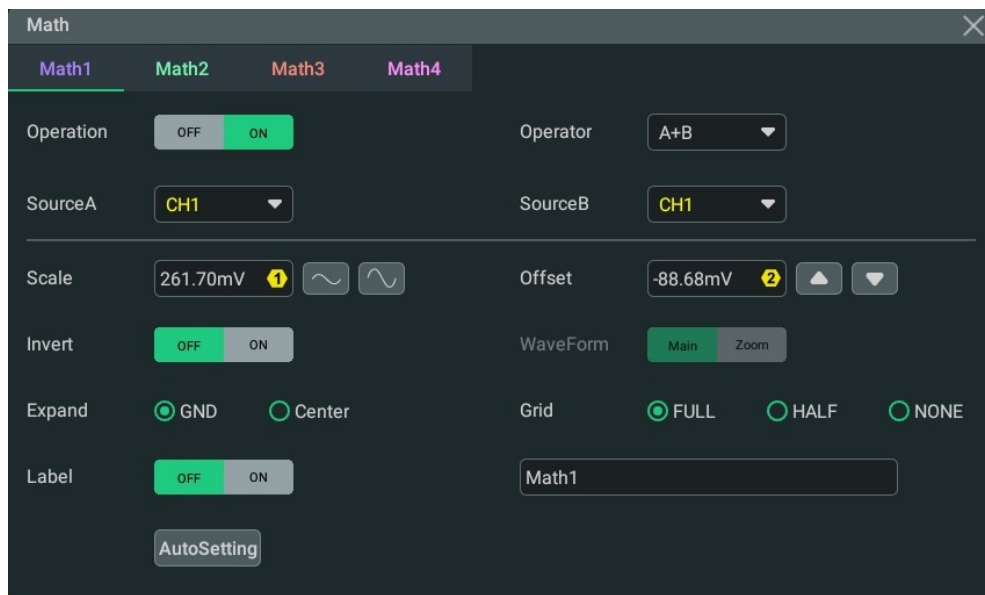 Math
Math1 Math2 Math3 Math4
Operation OFF ON Operator A+B
SourceA CH1 SourceB CH1
Scale 261.70mV 1 Offset -88.68mV 2
Invert OFF ON WaveForm Main Zoom
Expand GND Center Grid FULL HALF NONE
Label OFF ON Math1
AutoSetting